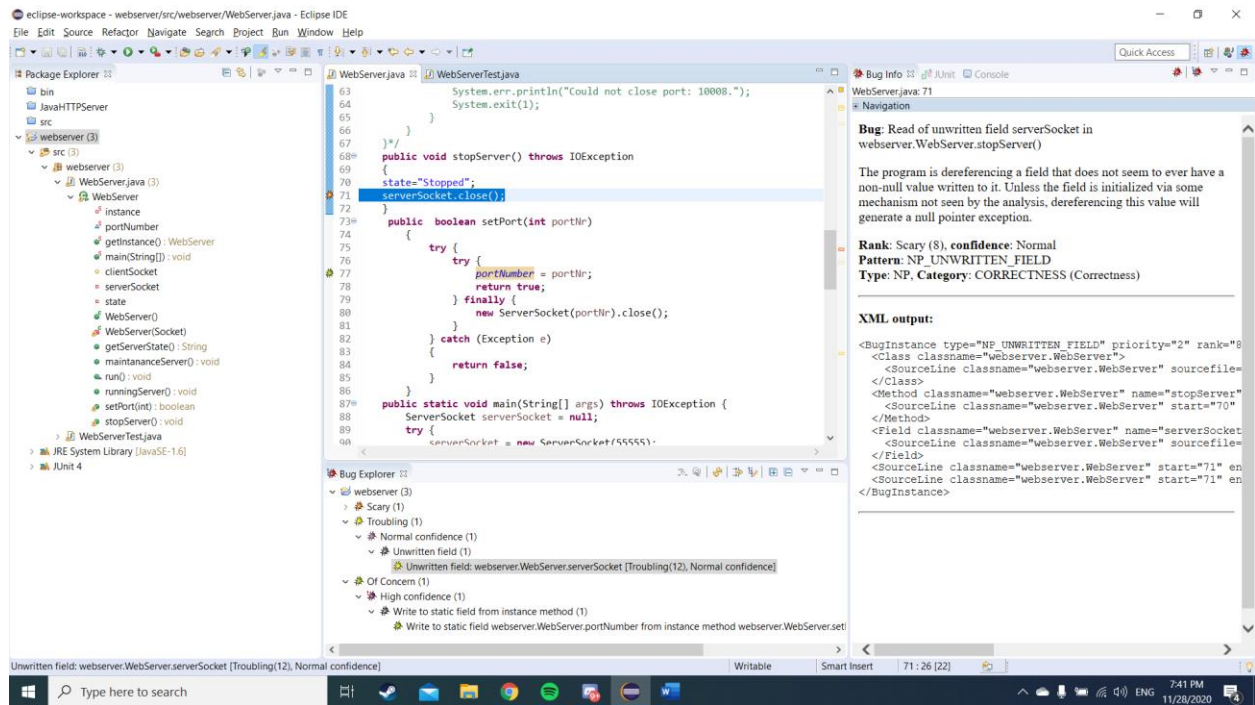 eclipse-workspace - webserver/src/webserver/WebServer.java - Eclipse IDE
File Edit Source Refactor Navigate Search Project Run Window Help
Quick Access
Package Explorer
bin
JavaHTTPServer
src
webserver (3)
src (3)
webserver (3)
WebServer.java (3)
WebServer
instance
portNumber
getInstance() : WebServer
main(String[]) : void
clientSocket
serverSocket
state
WebServer()
WebServer(Socket)
getServerState() : String
maintananceServer() : void
run() : void
runningServer() : void
setPort(int) : boolean
stopServer() : void
WebServerTest.java
JRE System Library [JavaSE-1.6]
JUnit 4
WebServer.java WebServerTest.java
63 System.err.println("Could not close port: 10008.");
64 System.exit(1);
65 }
66 }
67 }*/
68 public void stopServer() throws IOException
69 {
70 state="Stopped";
71 serverSocket.close();
72 }
73 public boolean setPort(int portNr)
74 {
75 try {
76 try {
77 portNumber = portNr;
78 return true;
79 } finally {
80 new ServerSocket(portNr).close();
81 }
82 } catch (Exception e)
83 {
84 return false;
85 }
86 }
87 public static void main(String[] args) throws IOException {
88 ServerSocket serverSocket = null;
89 try {
90 serverSocket = new ServerSocket(55555);
Bug Explorer
webserver (3)
Scary (1)
Troubling (1)
Normal confidence (1)
Unwritten field (1)
Unwritten field: webserver.WebServer.serverSocket [Troubling(12), Normal confidence]
Of Concern (1)
High confidence (1)
Write to static field from instance method (1)
Write to static field webserver.WebServer.portNumber from instance method webserver.WebServer.set
Bug Info JUnit Console
WebServer.java: 71
Navigation
Bug: Read of unwritten field serverSocket in
webserver.WebServer.stopServer()
The program is dereferencing a field that does not seem to ever have a
non-null value written to it. Unless the field is initialized via some
mechanism not seen by the analysis, dereferencing this value will
generate a null pointer exception.
Rank: Scary (8), confidence: Normal
Pattern: NP_UNWRITTEN_FIELD
Type: NP, Category: CORRECTNESS (Correctness)
XML output:
<BugInstance type="NP_UNWRITTEN_FIELD" priority="2" rank="8
<Class classname="webserver.WebServer">
<SourceLine classname="webserver.WebServer" sourcefile=
</Class>
<Method classname="webserver.WebServer" name="stopServer"
<SourceLine classname="webserver.WebServer" start="70"
</Method>
<Field classname="webserver.WebServer" name="serverSocket
<SourceLine classname="webserver.WebServer" sourcefile=
</Field>
<SourceLine classname="webserver.WebServer" start="71" en
<SourceLine classname="webserver.WebServer" start="71" en
</BugInstance>
Unwritten field: webserver.WebServer.serverSocket [Troubling(12), Normal confidence]
Writable Smart Insert 71 : 26 [22]
Type here to search
ENG
7:41 PM
11/28/2020
4